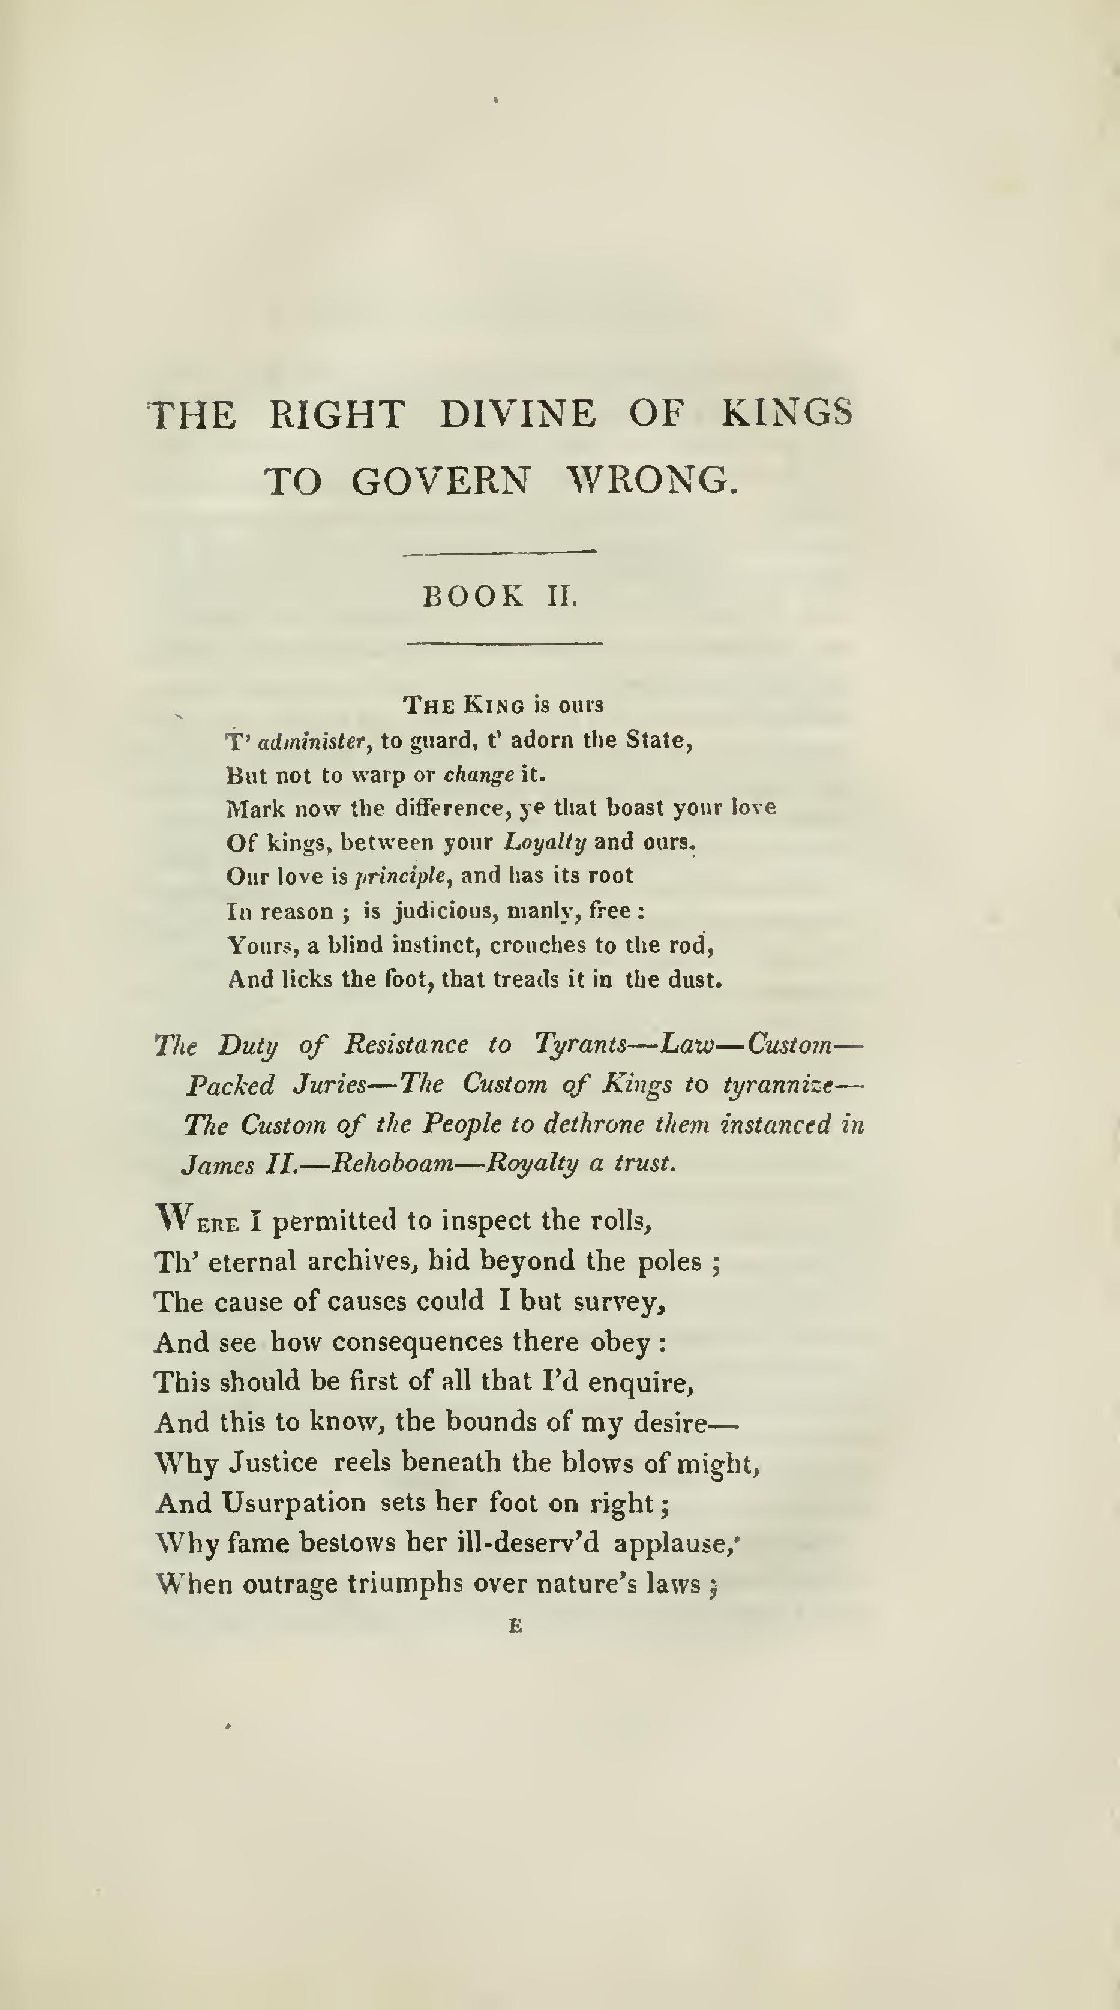 THE RIGHT DIVINE OF KINGS
TO GOVERN WRONG.
BOOK II.
THE KING is ours
T' administer, to guard, t' adorn the State,
But not to warp or change it.
Mark now the difference, ye that boast your love
Of kings, between your Loyalty and ours.
Our love is principle, and has its root
In reason ; is judicious, manly, free :
Yours, a blind instinct, crouches to the rod,
And licks the foot, that treads it in the dust.
The Duty of Resistance to Tyrants—Law—Custom—
Packed Juries—The Custom of Kings to tyrannize—
The Custom of the People to dethrone them instanced in
James II.—Rehoboam—Royalty a trust.
WERE I permitted to inspect the rolls,
Th' eternal archives, hid beyond the poles ;
The cause of causes could I but survey,
And see how consequences there obey :
This should be first of all that I'd enquire,
And this to know, the bounds of my desire—
Why Justice reels beneath the blows of might,
And Usurpation sets her foot on right ;
Why fame bestows her ill-deserv'd applause,
When outrage triumphs over nature's laws ;
E